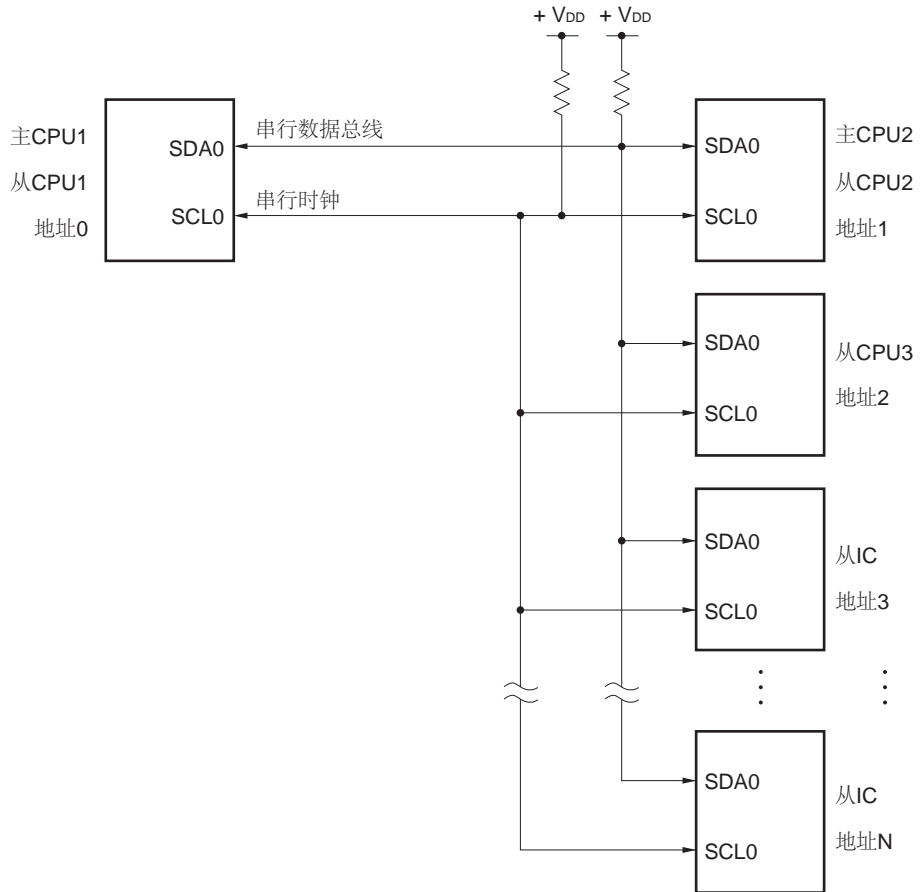 + VDD
+ VDD
主CPU1
从CPU1
地址0
SDA0
SCL0
串行数据总线
串行时钟
SDA0
SCL0
主CPU2
从CPU2
地址1
SDA0
SCL0
从CPU3
地址2
SDA0
SCL0
从IC
地址3
SDA0
SCL0
从IC
地址N